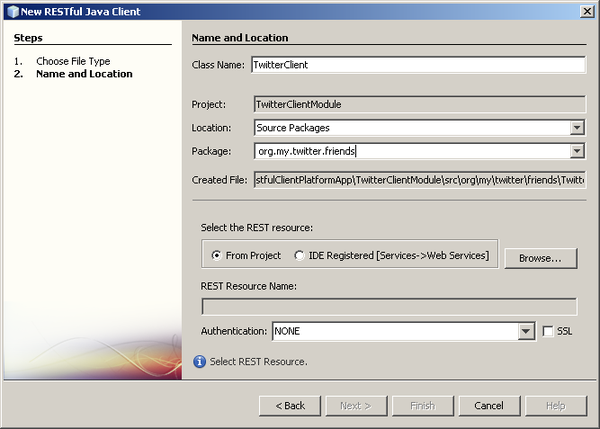 New RESTful Java Client
Steps
1. Choose File Type
2. Name and Location
Name and Location
Class Name: TwitterClient
Project: TwitterClientModule
Location: Source Packages
Package: org.my.twitter.friends
Created File: stfulClientPlatformApp\TwitterClientModule\src\org\my\twitter\friends\Twitte
Select the REST resource:
From Project IDE Registered [Services->Web Services] Browse...
REST Resource Name:
Authentication: NONE SSL
Select REST Resource.
< Back Next > Finish Cancel Help